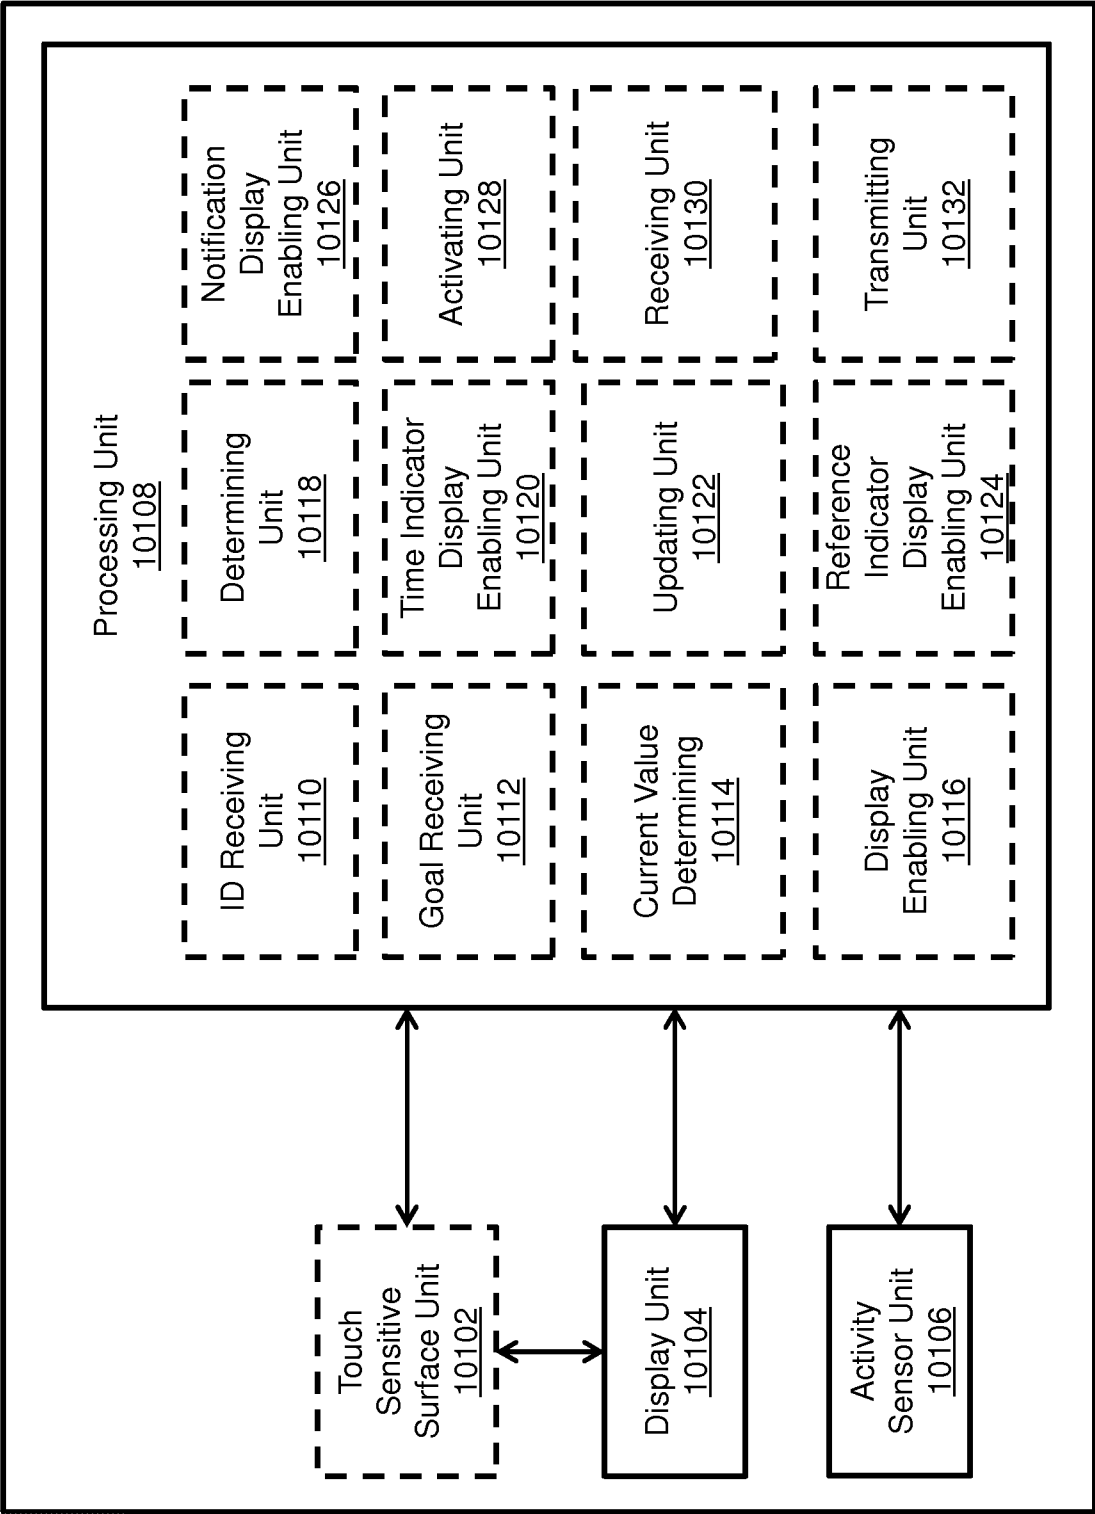 Processing Unit
10108
ID Receiving
Unit
10110
Determining
Unit
10118
Notification
Display
Enabling Unit
10126
Goal Receiving
Unit
10112
Time Indicator
Display
Enabling Unit
10120
Activating Unit
10128
Current Value
Determining
10114
Updating Unit
10122
Receiving Unit
10130
Display
Enabling Unit
10116
Reference
Indicator
Display
Enabling Unit
10124
Transmitting
Unit
10132
Touch
Sensitive
Surface Unit
10102
Display Unit
10104
Activity
Sensor Unit
10106